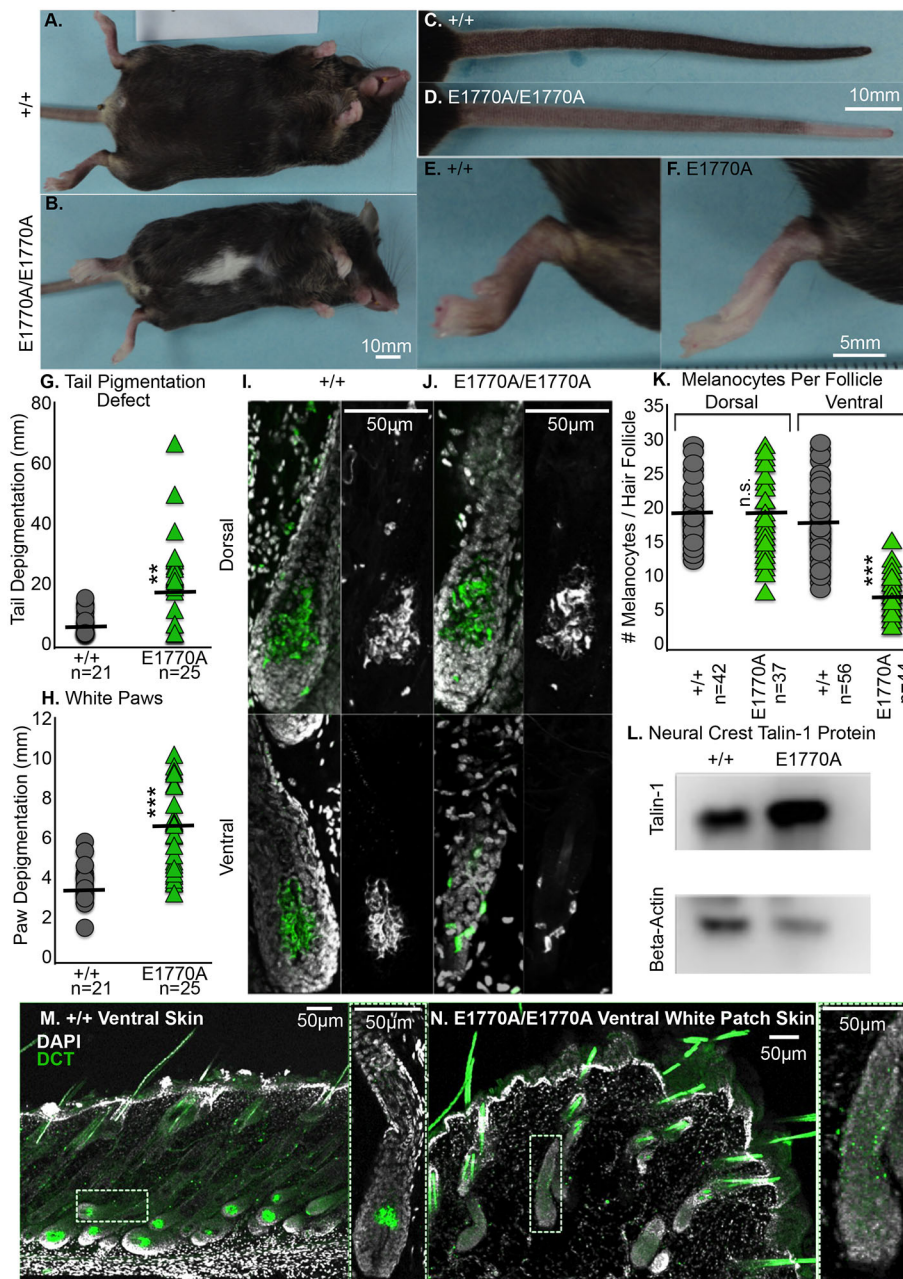 A.
+/+
B.
E1770A/E1770A
10mm
C. +/+
D. E1770A/E1770A
10mm
E. +/+
F. E1770A
5mm
G. Tail Pigmentation
Defect
Tail Depigmentation (mm)
80
60
40
20
0
**
+/+
n=21
E1770A
n=25
H. White Paws
Paw Depigmentation (mm)
12
10
8
6
4
2
0
***
+/+
n=21
E1770A
n=25
I. +/+
J. E1770A/E1770A
50µm
50µm
Dorsal
Ventral
K. Melanocytes Per Follicle
Dorsal
Ventral
# Melanocytes / Hair Follicle
35
30
25
20
15
10
5
0
n.s.
***
+/+
n=42
E1770A
n=37
+/+
n=56
E1770A
L. Neural Crest Talin-1 Protein
+/+
E1770A
Talin-1
Beta-Actin
M. +/+ Ventral Skin
DAPI
DCT
50µm
50µm
N. E1770A/E1770A Ventral White Patch Skin
50µm
50µm